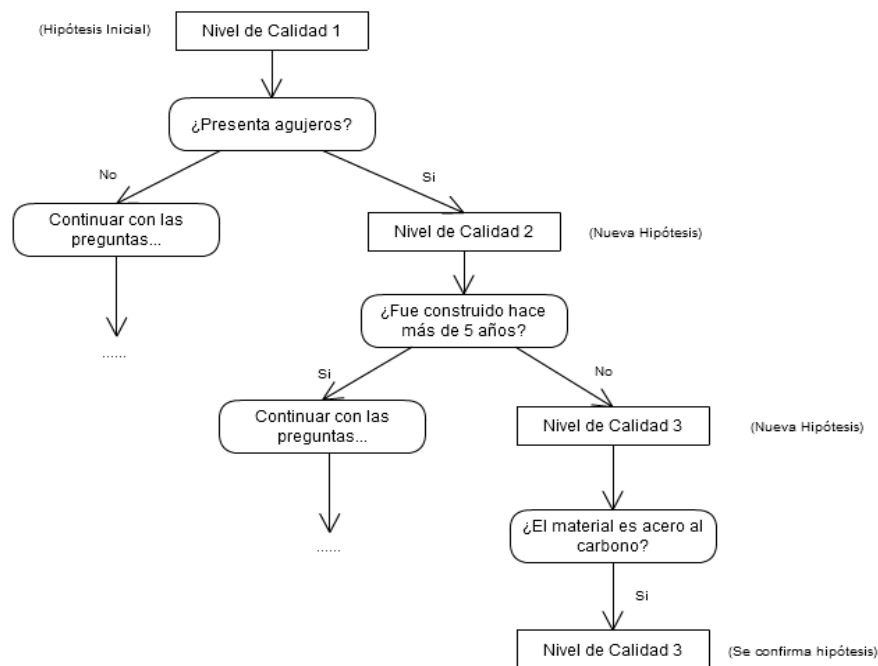 (Hipótesis Inicial)
Nivel de Calidad 1
¿Presenta agujeros?
No
Si
Continuar con las
preguntas...
......
Nivel de Calidad 2
(Nueva Hipótesis)
¿Fue construido hace
más de 5 años?
Si
No
Continuar con las
preguntas...
......
Nivel de Calidad 3
(Nueva Hipótesis)
¿El material es acero al
carbono?
Si
Nivel de Calidad 3
(Se confirma hipótesis)